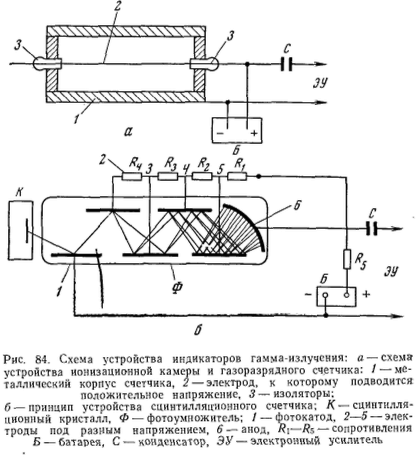 3
2
3
C
ЭУ
1
a
−
+
Б
2
R4
3
R3
4
R2
5
R1
К
6
C
R5
ЭУ
1
Ф
−
Б
+
б
Рис. 84. Схема устройства индикаторов гамма-излучения: а — схема
устройства ионизационной камеры и газоразрядного счетчика: 1 — ме-
таллический корпус счетчика, 2 — электрод, к которому подводится
положительное напряжение, 3 — изоляторы;
б — принцип устройства сцинтилляционного счетчика; К — сцинтилля-
ционный кристалл, Ф — фотоумножитель; 1 — фотокатод, 2—5 — элек-
троды под разным напряжением, 6 — анод, R1—R5 — сопротивления
Б — батарея, С — конденсатор, ЭУ — электронный усилитель